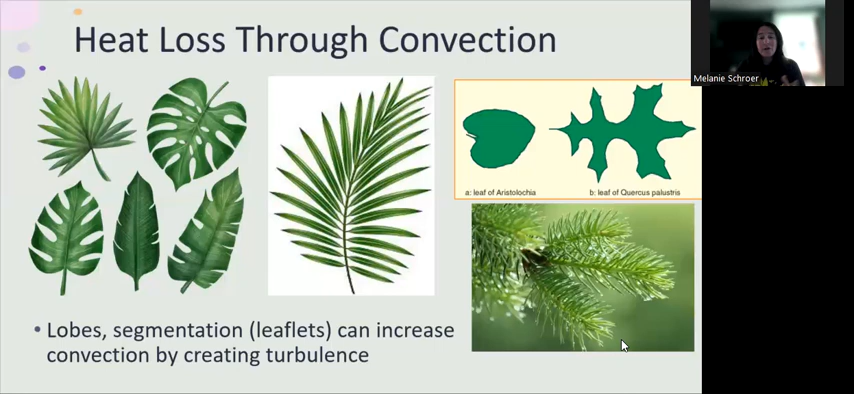 Heat Loss Through Convection
Melanie Schroer
a: leaf of Aristolochia
b: leaf of Quercus palustris
• Lobes, segmentation (leaflets) can increase
convection by creating turbulence